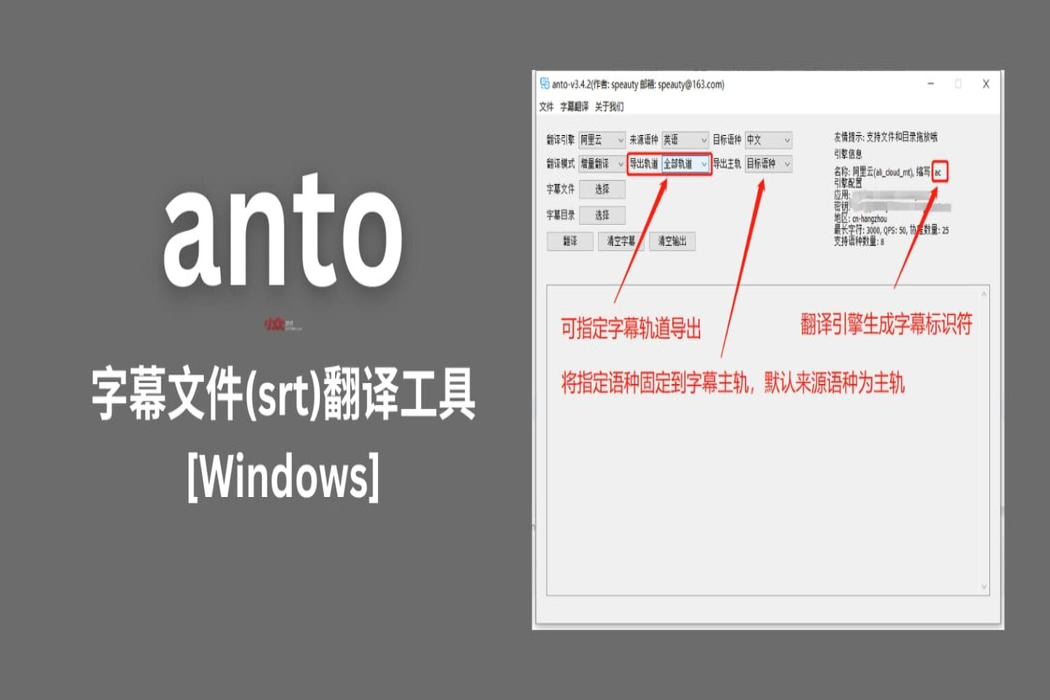 anto
字幕文件(srt)翻译工具
[Windows]
anto-v3.4.2(作者: speauty 邮箱: speauty@163.com)
文件 字幕翻译 关于我们
翻译引擎 阿里云 来源语种 英语 目标语种 中文
翻译模式 增量翻译 导出轨道 全部轨道 导出主轨 目标语种
字幕文件 选择
字幕目录 选择
翻译 清空字幕 清空输出
友情提示: 支持文件和目录拖放哦
引擎信息
名称: 阿里云(ali_cloud_mt), 缩写: ac
引擎配置
应用:
密钥:
地区: cn-hangzhou
最长字符: 3000, QPS: 50, 协程数量: 25
支持语种数量: 8
可指定字幕轨道导出
翻译引擎生成字幕标识符
将指定语种固定到字幕主轨，默认来源语种为主轨